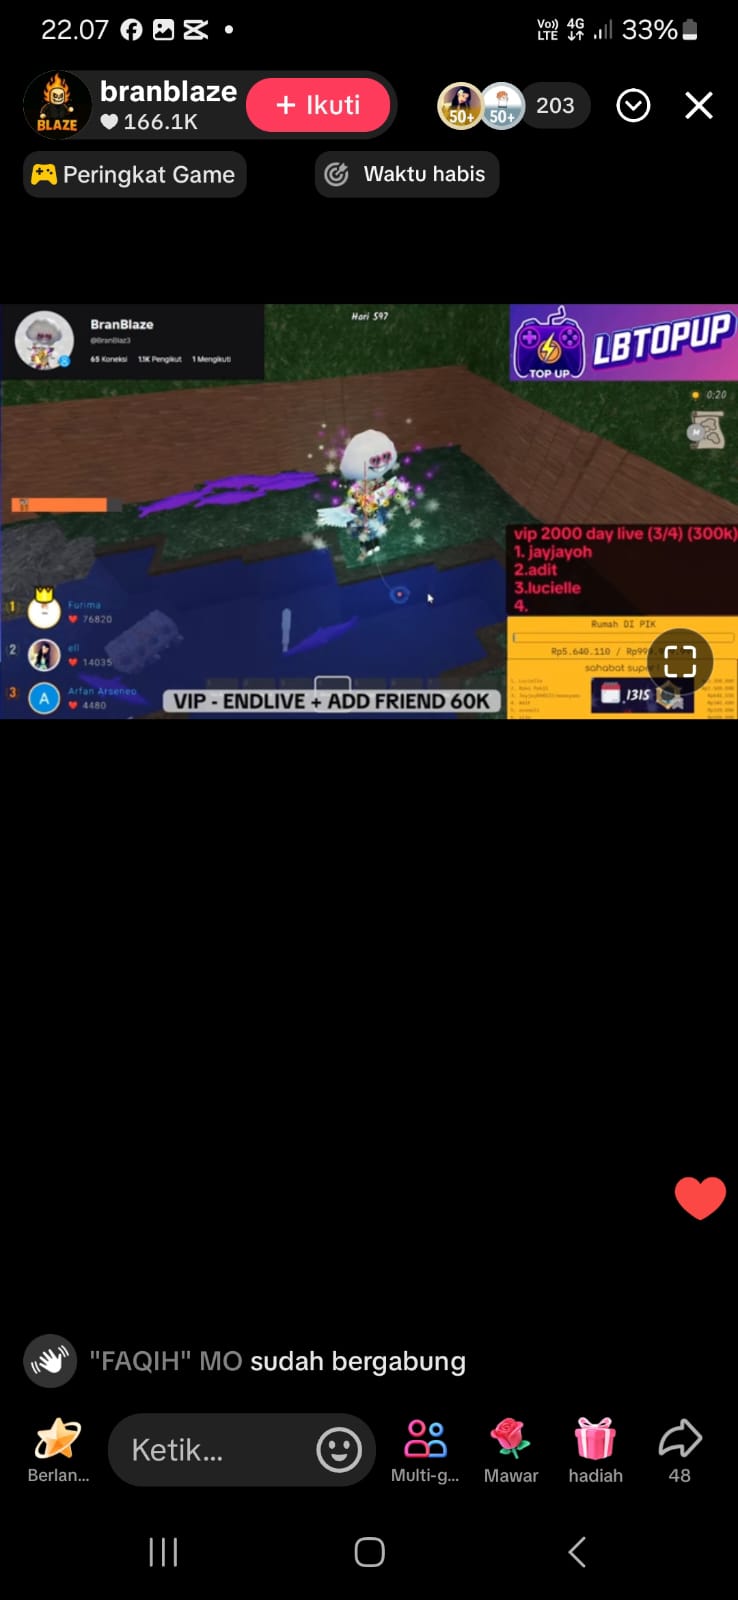 22.07
Vo))
LTE
4G
33%
branblaze
166.1K
+ Ikuti
50+
50+
203
BLAZE
Peringkat Game
Waktu habis
BranBlaze
@BranBlaz3
65 Koneksi 1.1K Pengikut 1 Mengikuti
Hari 597
TOP UP
LBTOPUP
0:20
M
vip 2000 day live (3/4) (300k)
1. jayjayoh
2.adit
3.lucielle
4.
Rumah DI PIK
Rp5.640.110 /
sahabat super
1315
1
Furima
76820
2
ell
14035
3
A
Arfan Arseneo
4480
VIP - ENDLIVE + ADD FRIEND 60K
"FAQIH" MO sudah bergabung
Berlan...
Ketik...
Multi-g...
Mawar
hadiah
48